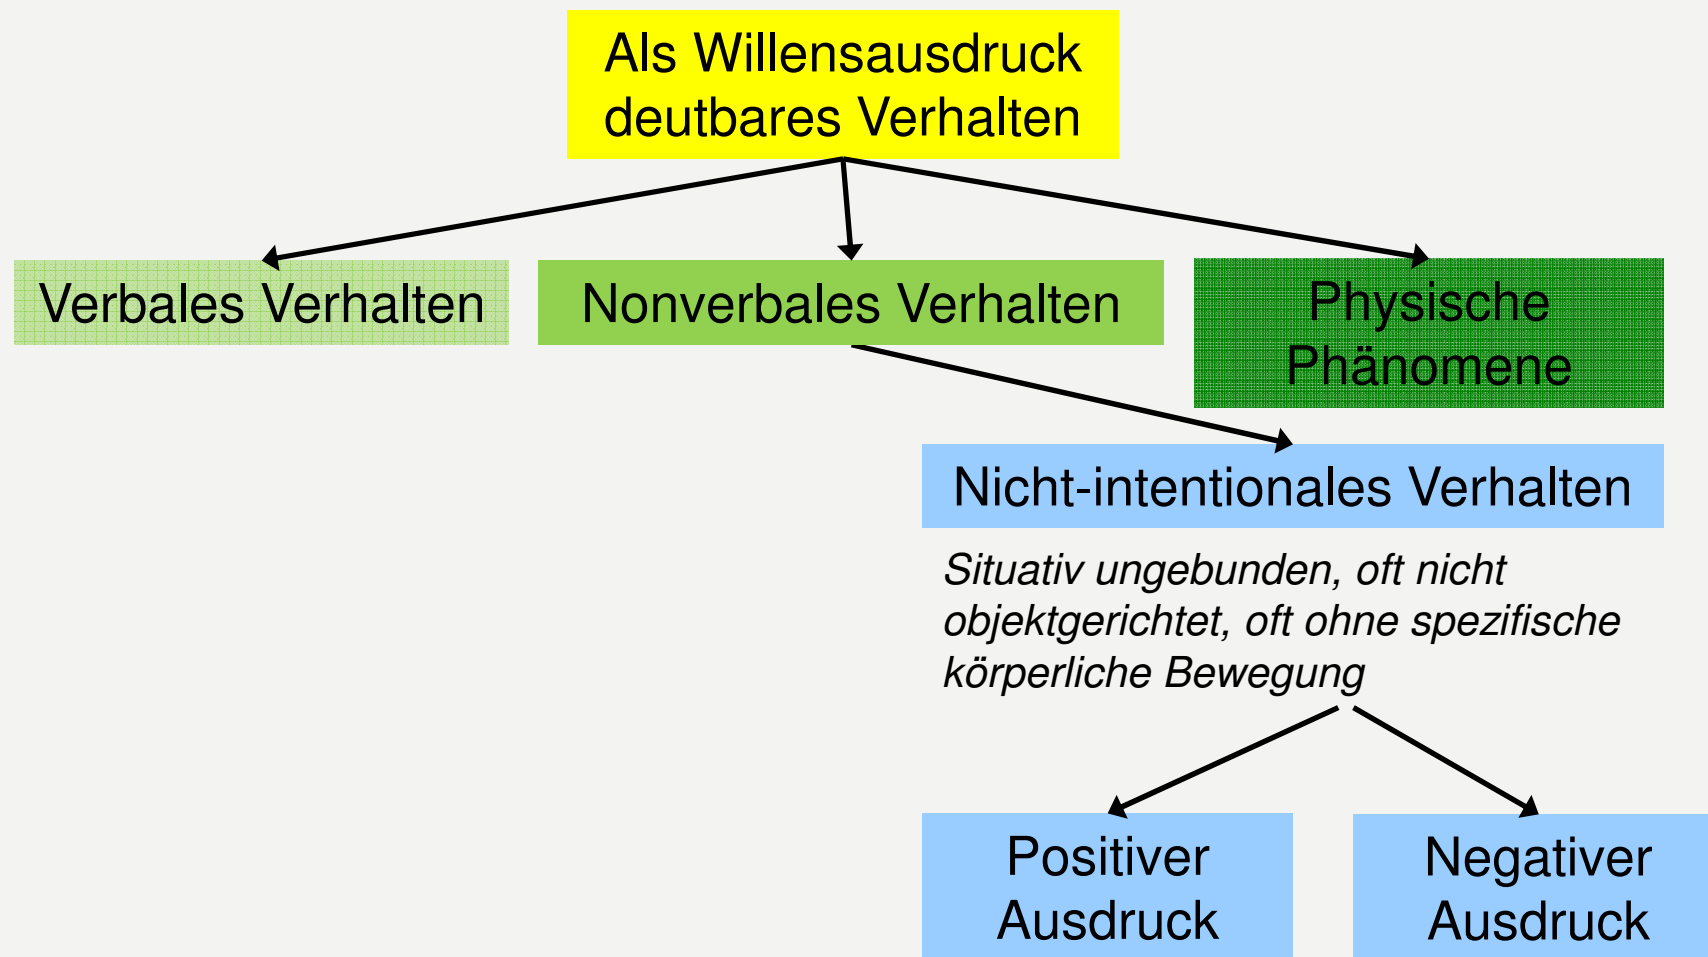 Als Willensausdruck
deutbares Verhalten
Verbales Verhalten
Nonverbales Verhalten
Physische
Phänomene
Nicht-intentionales Verhalten
Situativ ungebunden, oft nicht
objektgerichtet, oft ohne spezifische
körperliche Bewegung
Positiver
Ausdruck
Negativer
Ausdruck